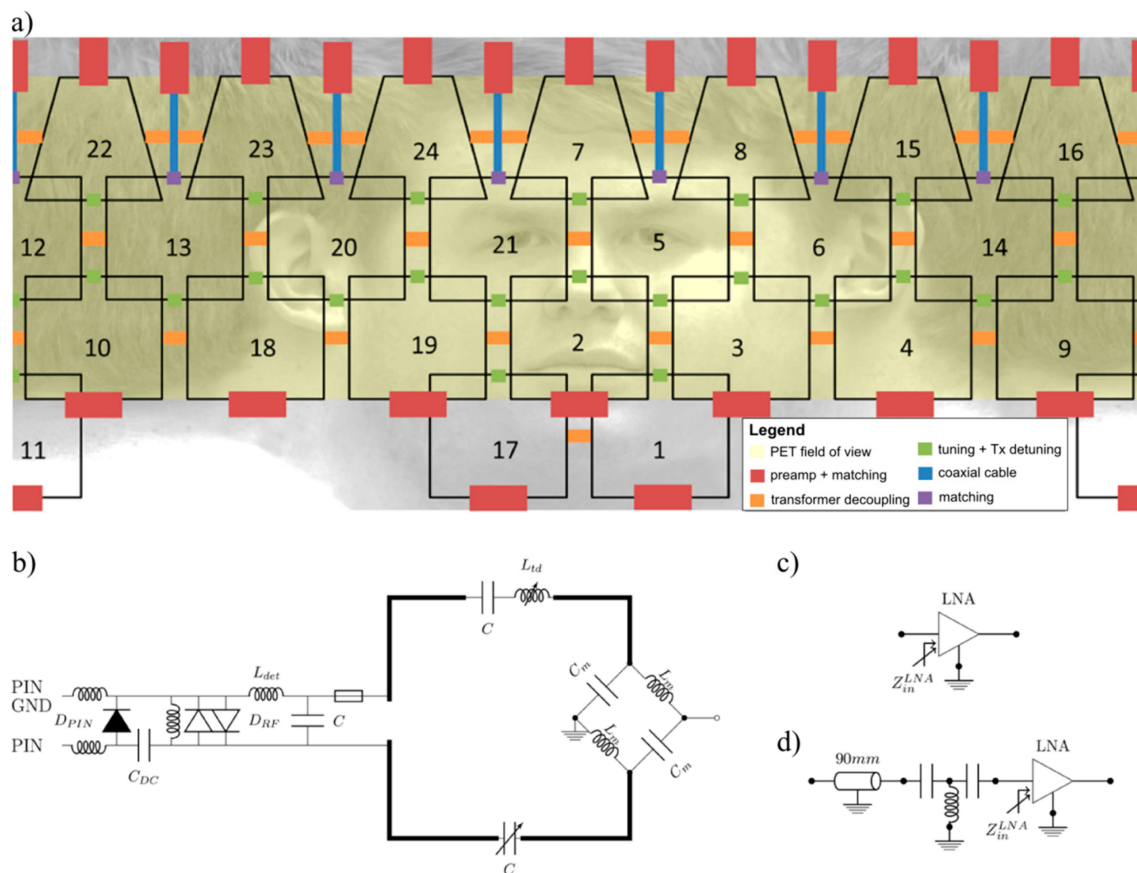 a)
22 23 24 7 8 15 16
12 13 20 21 5 6 14
10 18 19 2 3 4 9
11 17 1
Legend
PET field of view
preamp + matching
transformer decoupling
tuning + Tx detuning
coaxial cable
matching
b)
L_td
C
PIN
GND
L_det
D_PIN
D_RF
C
PIN
C_DC
C_m
L_m
L_m
C_m
C
c)
LNA
Z_in^LNA
d)
90mm
LNA
Z_in^LNA